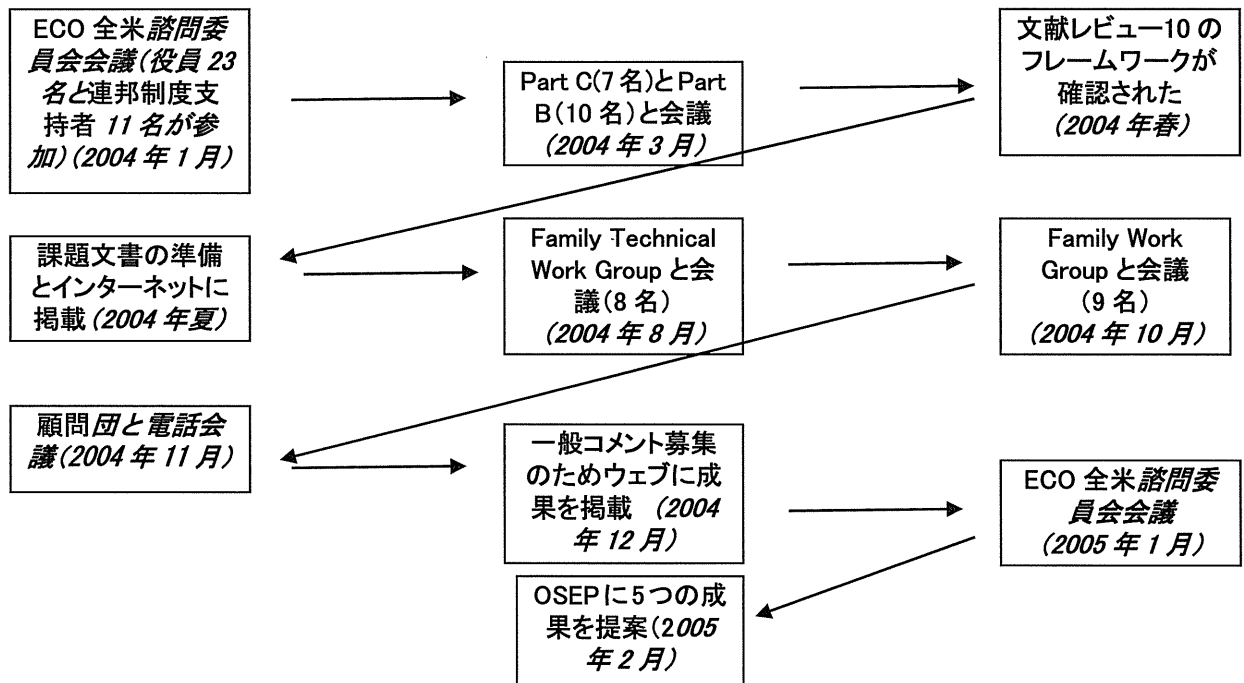 ECO 全米諮問委
員会会議(役員 23
名と連邦制度支
持者 11 名が参
加)(2004 年 1 月)
Part C(7 名)とPart
B(10 名)と会議
(2004 年 3 月)
文献レビュー10 の
フレームワークが
確認された
(2004 年春)
課題文書の準備
とインターネットに
掲載(2004 年夏)
Family Technical
Work Group と会
議(8 名)
(2004 年 8 月)
Family Work
Group と会議
(9 名)
(2004 年 10 月)
顧問団と電話会
議(2004 年 11 月)
一般コメント募集
のためウェブに成
果を掲載 (2004
年 12 月)
ECO 全米諮問委
員会会議
(2005 年 1 月)
OSEPに5つの成
果を提案(2005
年 2 月)